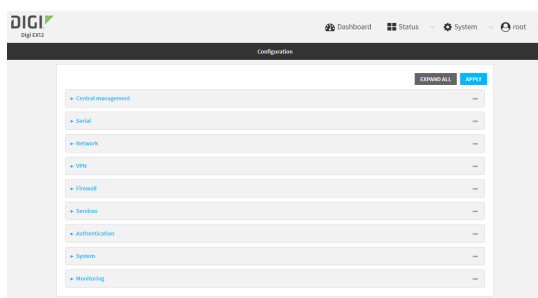 DIGI
Digi EX12
Dashboard Status System root
Configuration
EXPAND ALL APPLY
Central management
Serial
Network
VPN
Firewall
Services
Authentication
System
Monitoring